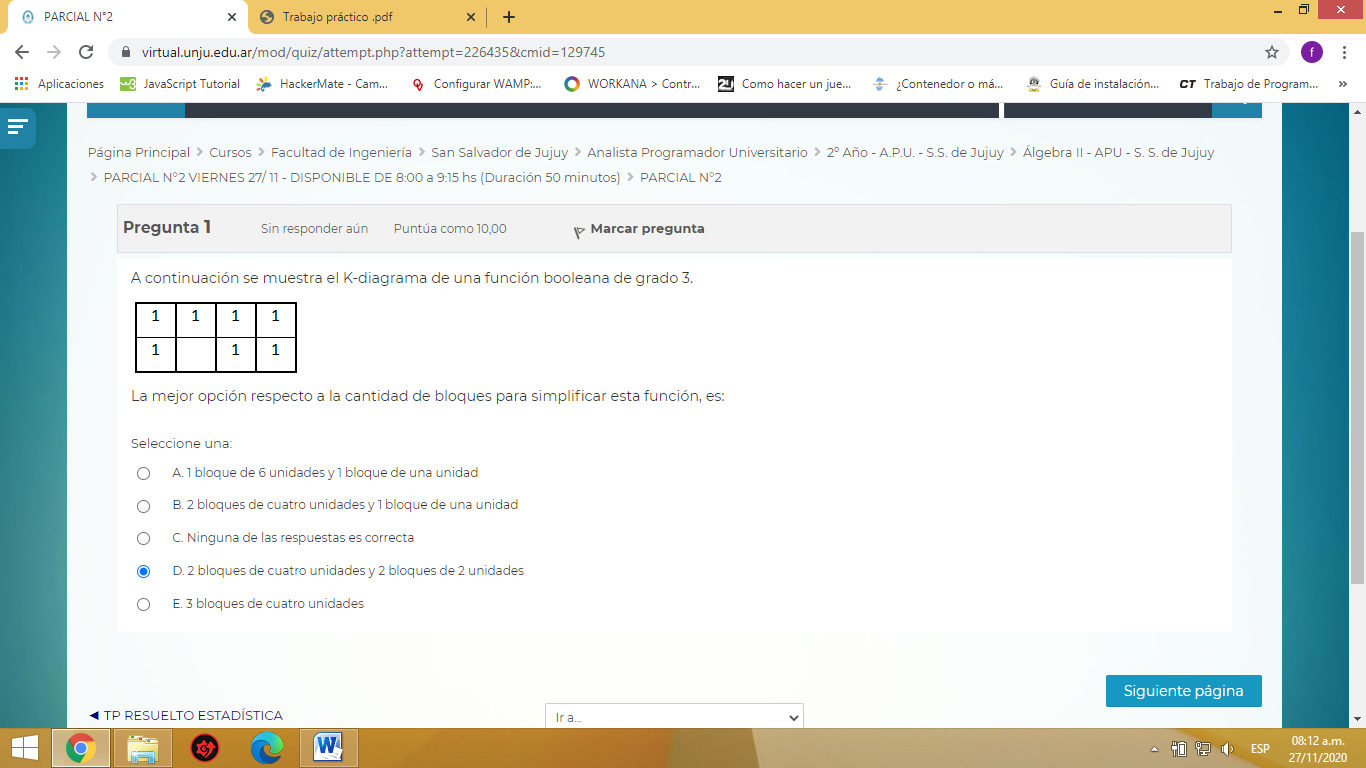 PARCIAL N°2
Trabajo práctico .pdf
virtual.unju.edu.ar/mod/quiz/attempt.php?attempt=226435&cmid=129745
f
Aplicaciones
JavaScript Tutorial
HackerMate - Cam...
Configurar WAMP:...
WORKANA > Contr...
Como hacer un jue...
¿Contenedor o má...
Guía de instalación...
CT Trabajo de Program...
»
Página Principal > Cursos > Facultad de Ingeniería > San Salvador de Jujuy > Analista Programador Universitario > 2º Año - A.P.U. - S.S. de Jujuy > Álgebra II - APU - S. S. de Jujuy
> PARCIAL N°2 VIERNES 27/ 11 - DISPONIBLE DE 8:00 a 9:15 hs (Duración 50 minutos) > PARCIAL N°2
Pregunta 1 Sin responder aún Puntúa como 10,00 Marcar pregunta
A continuación se muestra el K-diagrama de una función booleana de grado 3.
1 1 1 1
1 1 1
La mejor opción respecto a la cantidad de bloques para simplificar esta función, es:
Seleccione una:
A. 1 bloque de 6 unidades y 1 bloque de una unidad
B. 2 bloques de cuatro unidades y 1 bloque de una unidad
C. Ninguna de las respuestas es correcta
D. 2 bloques de cuatro unidades y 2 bloques de 2 unidades
E. 3 bloques de cuatro unidades
Siguiente página
◄ TP RESUELTO ESTADÍSTICA
Ir a...
ESP
08:12 a.m.
27/11/2020